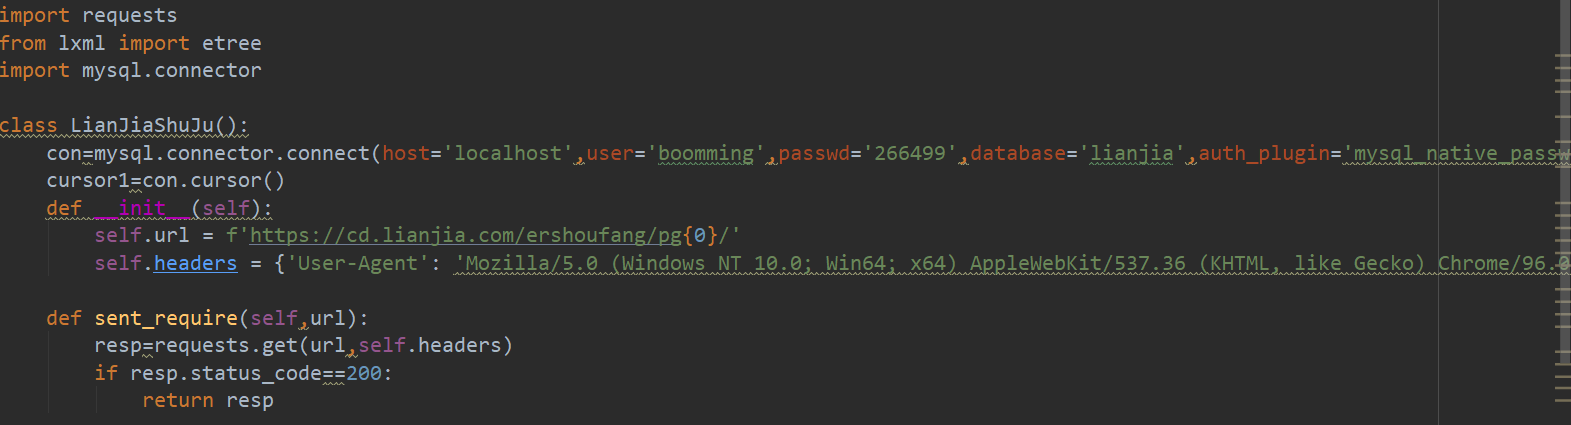 import requests
from lxml import etree
import mysql.connector
class LianJiaShuJu():
con=mysql.connector.connect(host='localhost',user='boomming',passwd='266499',database='lianjia',auth_plugin='mysql_native_passw
cursor1=con.cursor()
def __init__(self):
self.url = f'https://cd.lianjia.com/ershoufang/pg{0}/'
self.headers = {'User-Agent': 'Mozilla/5.0 (Windows NT 10.0; Win64; x64) AppleWebKit/537.36 (KHTML, like Gecko) Chrome/96.0
def sent_require(self,url):
resp=requests.get(url,self.headers)
if resp.status_code==200:
return resp